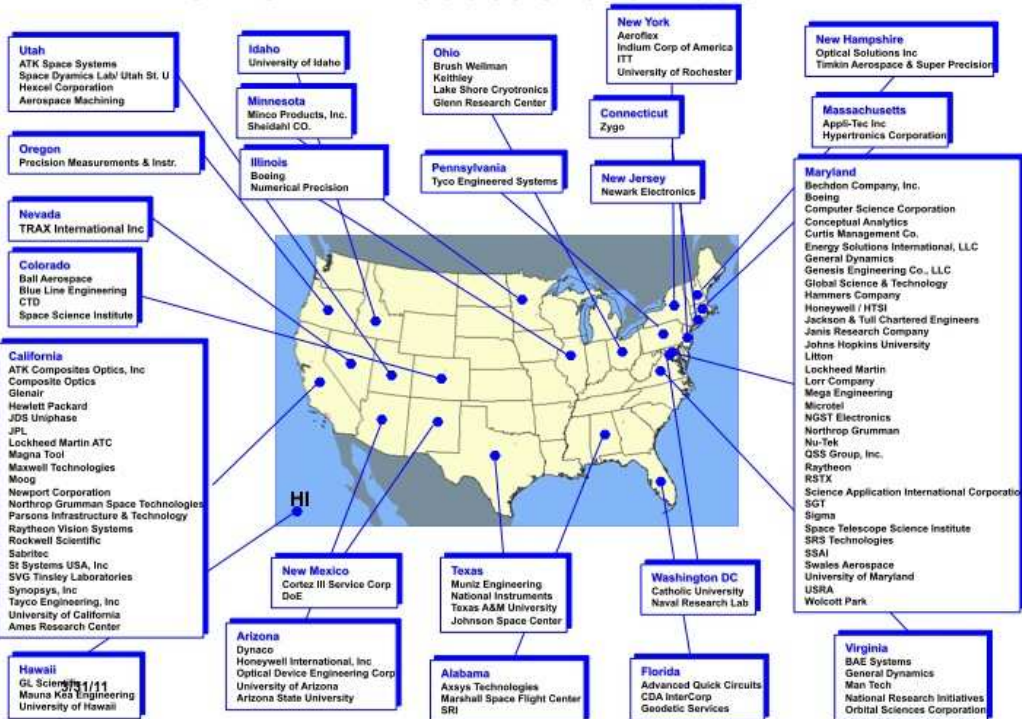 Utah
ATK Space Systems
Space Dyamics Lab/ Utah St. U
Hexcel Corporation
Aerospace Machining
Oregon
Precision Measurements & Instr.
Nevada
TRAX International Inc
Colorado
Ball Aerospace
Blue Line Engineering
CTD
Space Science Institute
California
ATK Composites Optics, Inc
Composite Optics
Glenair
Hewlett Packard
JDS Uniphase
JPL
Lockheed Martin ATC
Magna Tool
Maxwell Technologies
Moog
Newport Corporation
Northrop Grumman Space Technologies
Parsons Infrastructure & Technology
Raytheon Vision Systems
Rockwell Scientific
Sabritec
St Systems USA, Inc
SVG Tinsley Laboratories
Synopsys, Inc
Tayco Engineering, Inc
University of California
Ames Research Center
Hawaii
GL
3/31/11
Mauna Kea Engineering
University of Hawaii
Idaho
University of Idaho
Minnesota
Minco Products, Inc.
Sheidahl CO.
Illinois
Boeing
Numerical Precision
Ohio
Brush Wellman
Keithley
Lake Shore Cryotronics
Glenn Research Center
Pennsylvania
Tyco Engineered Systems
New York
Aeroflex
Indium Corp of America
ITT
University of Rochester
Connecticut
Zygo
New Jersey
Newark Electronics
New Hampshire
Optical Solutions Inc
Timkin Aerospace & Super Precision
Massachusetts
Appli-Tec Inc
Hypertronics Corporation
Maryland
Bechdon Company, Inc.
Boeing
Computer Science Corporation
Conceptual Analytics
Curtis Management Co.
Energy Solutions International, LLC
General Dynamics
Genesis Engineering Co., LLC
Global Science & Technology
Hammers Company
Honeywell / HTSI
Jackson & Tull Chartered Engineers
Janis Research Company
Johns Hopkins University
Litton
Lockheed Martin
Lorr Company
Mega Engineering
Microtel
NGST Electronics
Northrop Grumman
Nu-Tek
QSS Group, Inc.
Raytheon
RSTX
Science Application International Corporatio
SGT
Sigma
Space Telescope Science Institute
SRS Technologies
SSAI
Swales Aerospace
University of Maryland
USRA
Wolcott Park
HI
New Mexico
Cortez III Service Corp
DoE
Arizona
Dynaco
Honeywell International, Inc
Optical Device Engineering Corp
University of Arizona
Arizona State University
Texas
Muniz Engineering
National Instruments
Texas A&M University
Johnson Space Center
Alabama
Axsys Technologies
Marshall Space Flight Center
SRI
Washington DC
Catholic University
Naval Research Lab
Florida
Advanced Quick Circuits
CDA InterCorp
Geodetic Services
Virginia
BAE Systems
General Dynamics
Man Tech
National Research Initiatives
Orbital Sciences Corporation